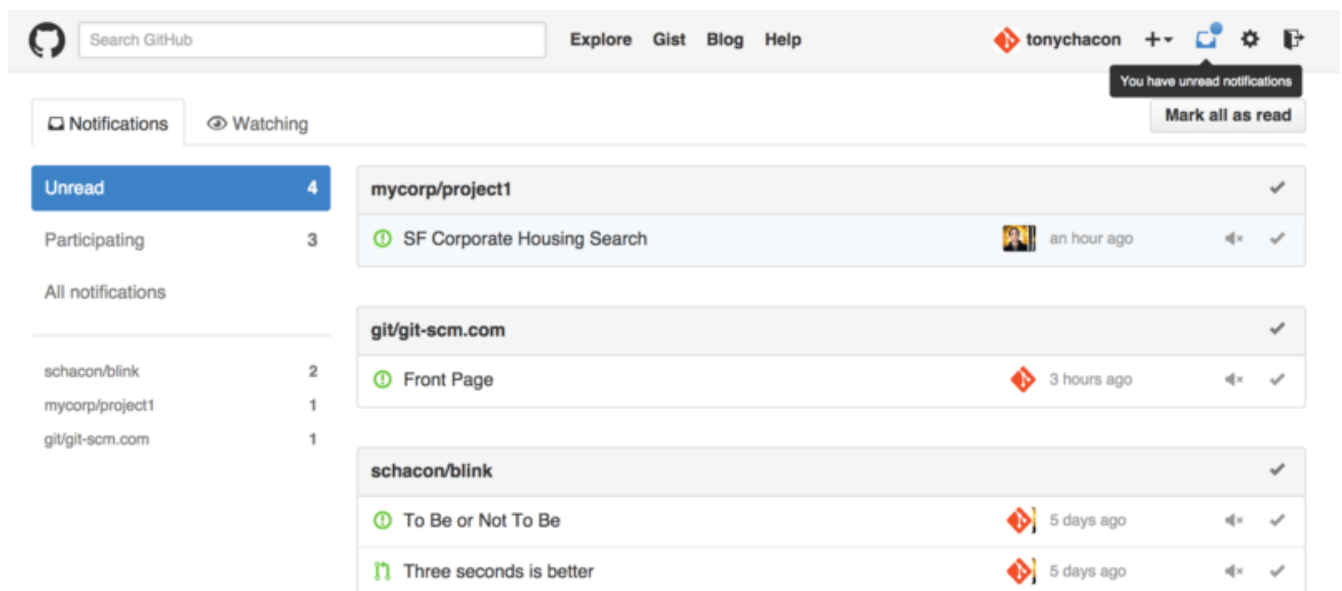 Search GitHub Explore Gist Blog Help tonychacon
You have unread notifications
Notifications Watching Mark all as read
Unread 4
Participating 3
All notifications
schacon/blink 2
mycorp/project1 1
git/git-scm.com 1
mycorp/project1
SF Corporate Housing Search an hour ago
git/git-scm.com
Front Page 3 hours ago
schacon/blink
To Be or Not To Be 5 days ago
Three seconds is better 5 days ago